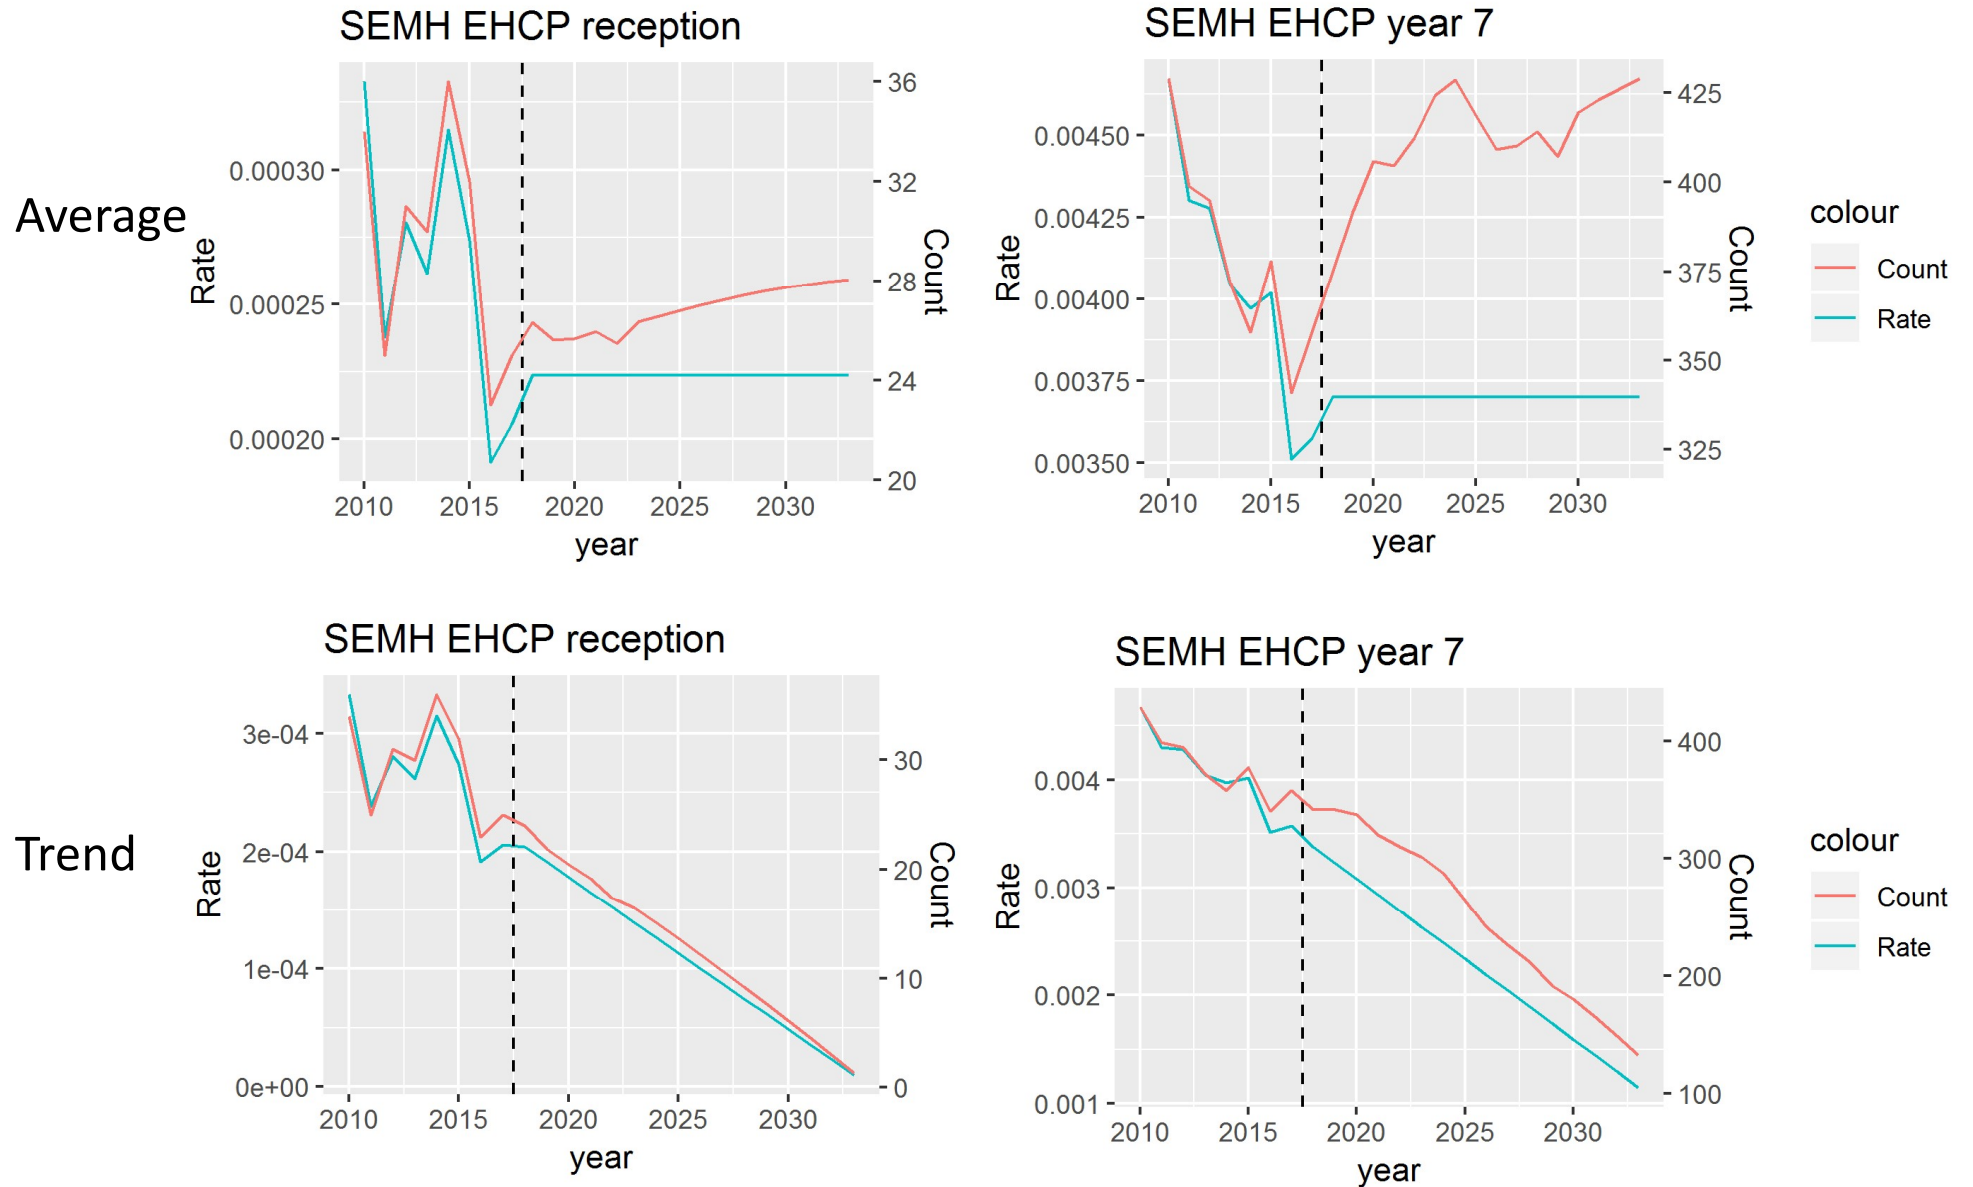 SEMH EHCP reception
SEMH EHCP year 7
Average
Rate
0.00030
0.00025
0.00020
36
32
28
24
20
Count
2010 2015 2020 2025 2030
year
Rate
0.00450
0.00425
0.00400
0.00375
0.00350
425
400
375
350
325
Count
2010 2015 2020 2025 2030
year
colour
Count
Rate
SEMH EHCP reception
SEMH EHCP year 7
Trend
Rate
3e-04
2e-04
1e-04
0e+00
30
20
10
0
Count
2010 2015 2020 2025 2030
year
Rate
0.004
0.003
0.002
0.001
400
300
200
100
Count
2010 2015 2020 2025 2030
year
colour
Count
Rate